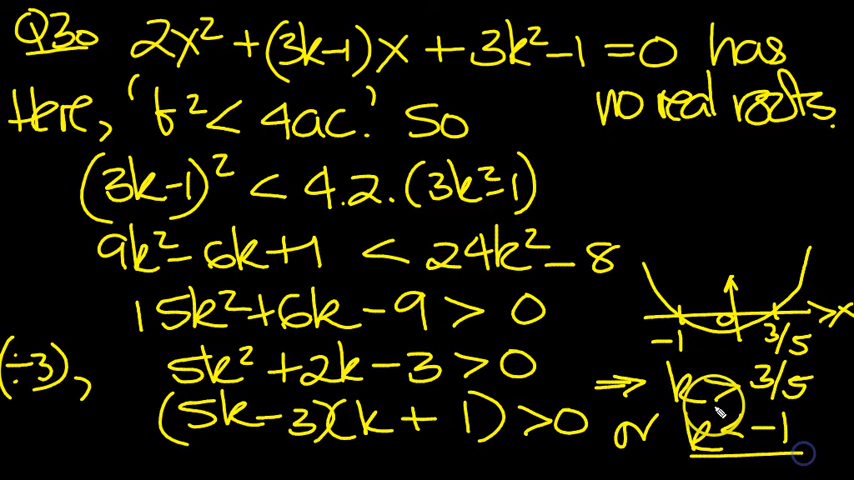 Q30 2x² + (3k-1)x + 3k² - 1 = 0 has
no real roots.
Here, 'b² < 4ac.' So
(3k-1)² < 4.2.(3k²-1)
9k² - 6k + 1 < 24k² - 8
15k² + 6k - 9 > 0
(÷3), 5k² + 2k - 3 > 0
(5k - 3)(k + 1) > 0
-1 0 3/5 > x
⇒ k > 3/5
or k < -1